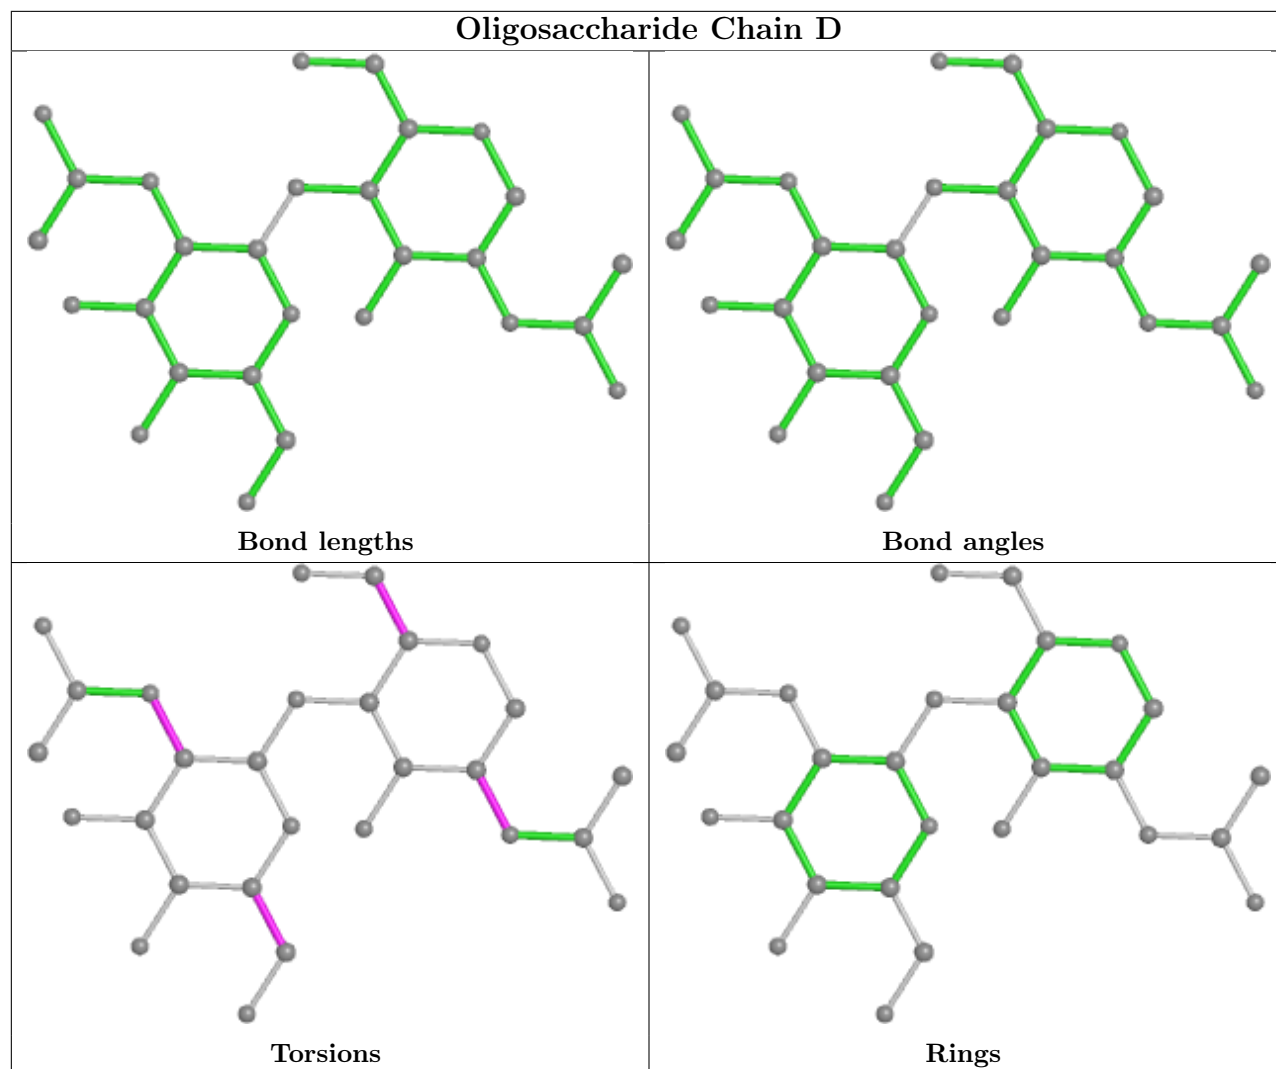 Oligosaccharide Chain D
Bond lengths
Bond angles
Torsions
Rings